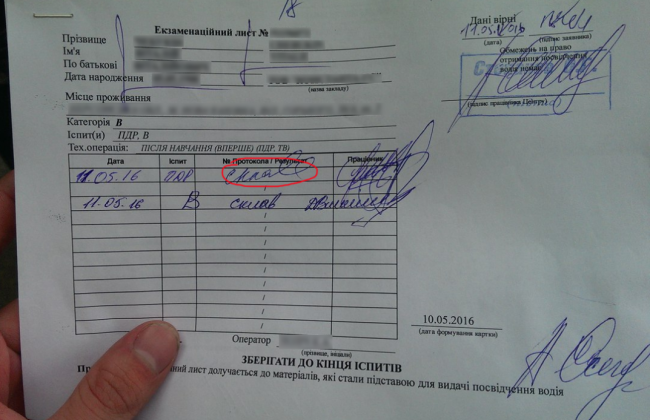 Екзаменаційний лист №
Дані вірні
11.05.2016
(дата) (підпис заявника)
Прізвище
Ім'я
По батькові
Дата народження
(назва закладу)
Обмежень на право
отримання посвідчення
водія немає
(підпис працівника Центру)
Місце проживання
Категорія В
Іспит(и) ПДР, В
Тех.операція: ПІСЛЯ НАВЧАННЯ (ВПЕРШЕ) (ПДР, ТВ)
Дата Іспит № Протокола / Результат Працівник
11.05.16 ПДР склав
11.05.16 В склав
10.05.2016
(дата формування картки)
Оператор
(прізвище, вказали)
ЗБЕРІГАТИ ДО КІНЦЯ ІСПИТІВ
лист долучається до матеріалів, які стали підставою для видачі посвідчення водія